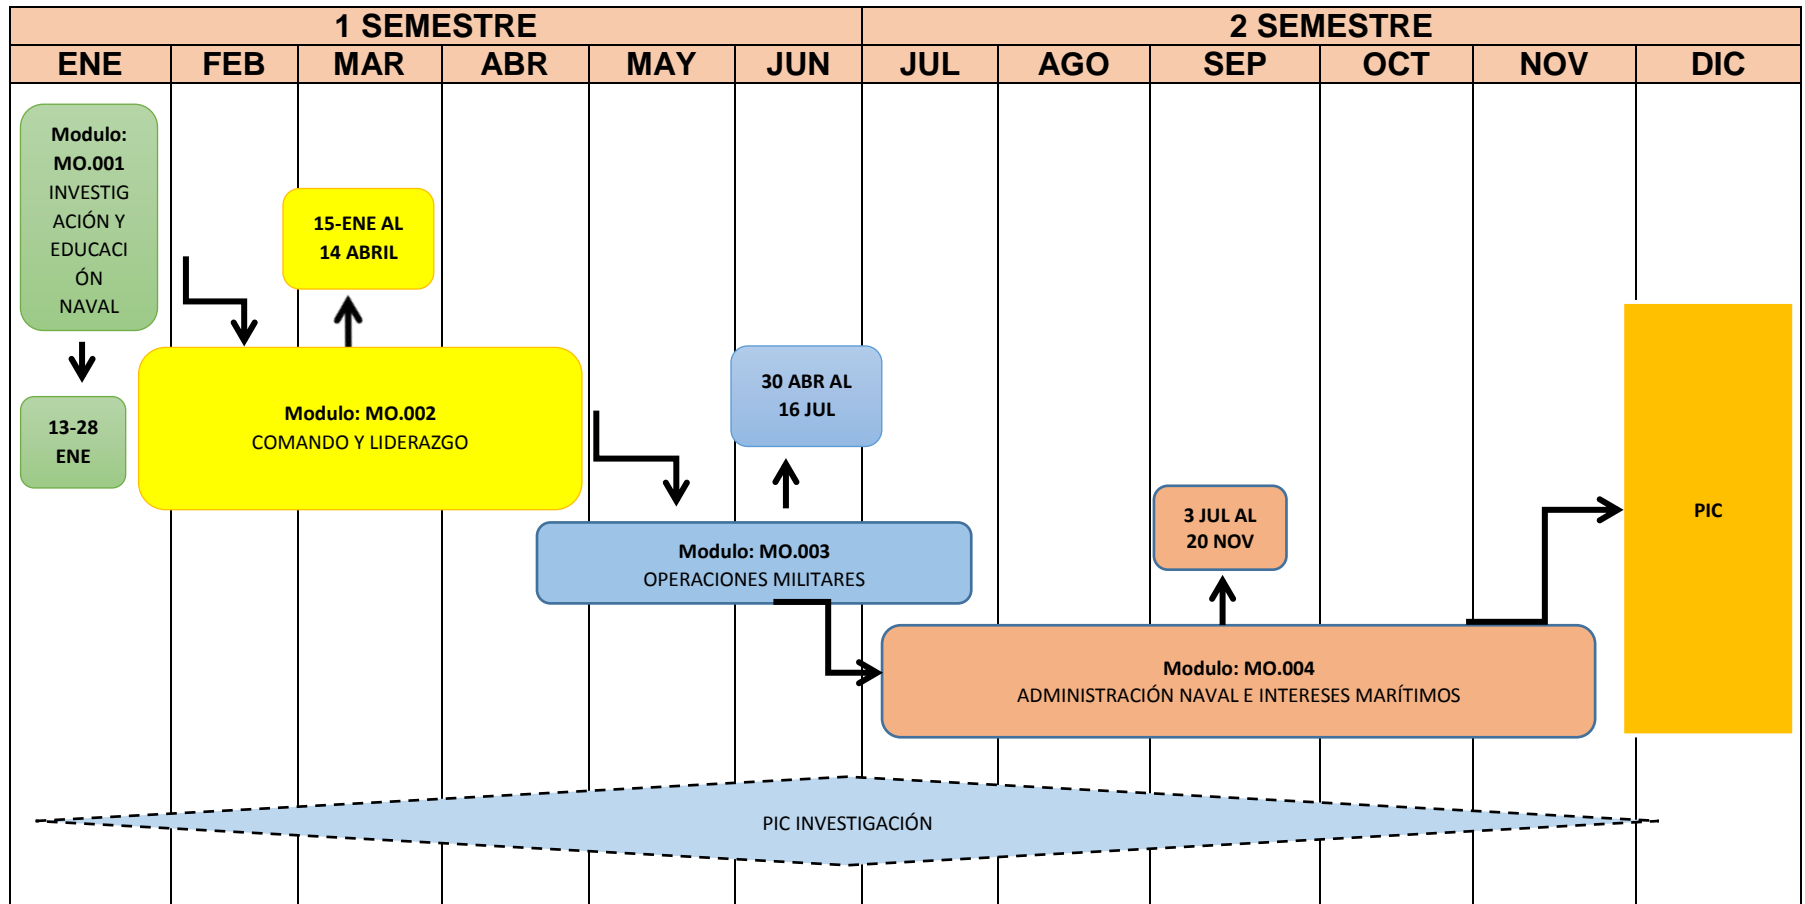 1 SEMESTRE
2 SEMESTRE
ENE
FEB
MAR
ABR
MAY
JUN
JUL
AGO
SEP
OCT
NOV
DIC
Modulo:
MO.001
INVESTIG
ACIÓN Y
EDUCACI
ÓN
NAVAL
13-28
ENE
15-ENE AL
14 ABRIL
Modulo: MO.002
COMANDO Y LIDERAZGO
30 ABR AL
16 JUL
Modulo: MO.003
OPERACIONES MILITARES
3 JUL AL
20 NOV
Modulo: MO.004
ADMINISTRACIÓN NAVAL E INTERESES MARÍTIMOS
PIC
PIC INVESTIGACIÓN